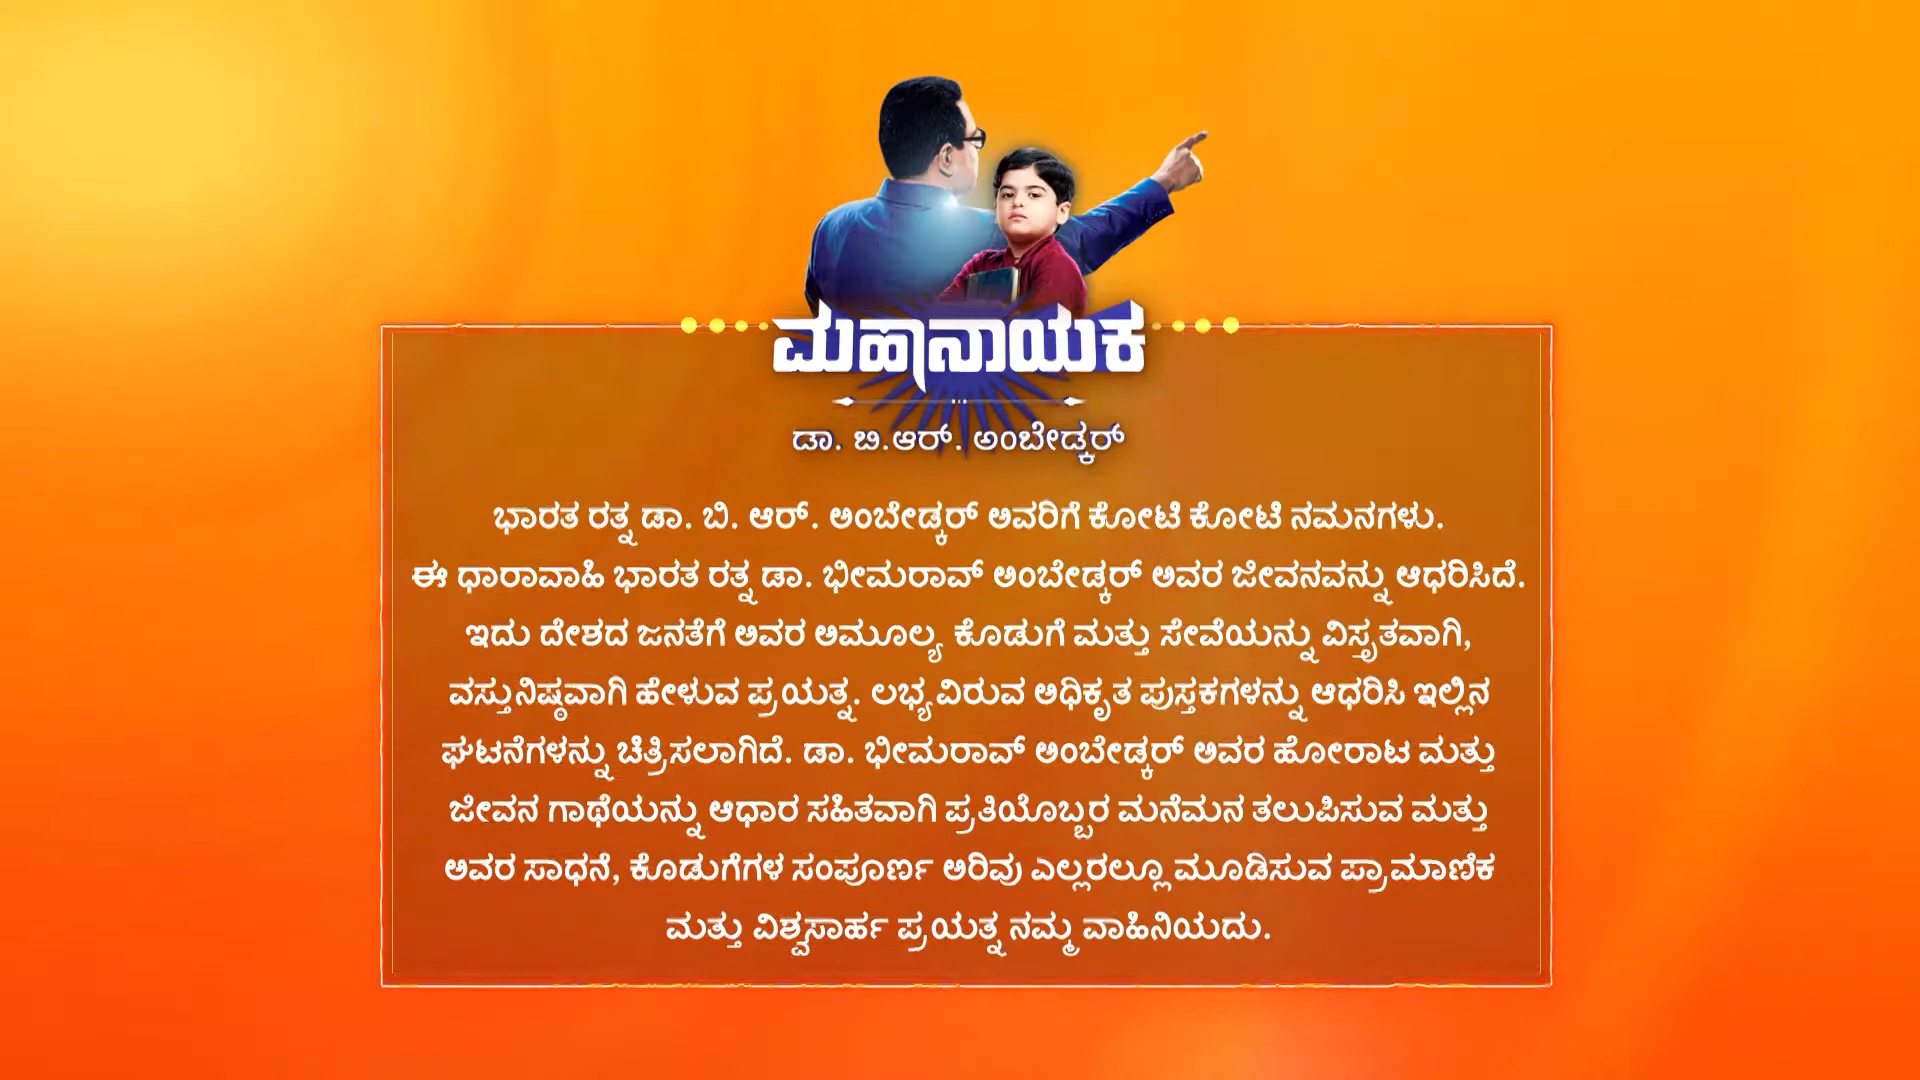 ಮಹಾನಾಯಕ
ಡಾ. ಬಿ.ಆರ್. ಅಂಬೇಡ್ಕರ್
ಭಾರತ ರತ್ನ ಡಾ. ಬಿ. ಆರ್. ಅಂಬೇಡ್ಕರ್ ಅವರಿಗೆ ಕೋಟಿ ಕೋಟಿ ನಮನಗಳು.
ಈ ಧಾರಾವಾಹಿ ಭಾರತ ರತ್ನ ಡಾ. ಭೀಮರಾವ್ ಅಂಬೇಡ್ಕರ್ ಅವರ ಜೀವನವನ್ನು ಆಧರಿಸಿದೆ.
ಇದು ದೇಶದ ಜನತೆಗೆ ಅವರ ಅಮೂಲ್ಯ ಕೊಡುಗೆ ಮತ್ತು ಸೇವೆಯನ್ನು ವಿಸ್ತೃತವಾಗಿ,
ವಸ್ತುನಿಷ್ಠವಾಗಿ ಹೇಳುವ ಪ್ರಯತ್ನ. ಲಭ್ಯವಿರುವ ಅಧಿಕೃತ ಪುಸ್ತಕಗಳನ್ನು ಆಧರಿಸಿ ಇಲ್ಲಿನ
ಘಟನೆಗಳನ್ನು ಚಿತ್ರಿಸಲಾಗಿದೆ. ಡಾ. ಭೀಮರಾವ್ ಅಂಬೇಡ್ಕರ್ ಅವರ ಹೋರಾಟ ಮತ್ತು
ಜೀವನ ಗಾಥೆಯನ್ನು ಆಧಾರ ಸಹಿತವಾಗಿ ಪ್ರತಿಯೊಬ್ಬರ ಮನೆಮನ ತಲುಪಿಸುವ ಮತ್ತು
ಅವರ ಸಾಧನೆ, ಕೊಡುಗೆಗಳ ಸಂಪೂರ್ಣ ಅರಿವು ಎಲ್ಲರಲ್ಲೂ ಮೂಡಿಸುವ ಪ್ರಾಮಾಣಿಕ
ಮತ್ತು ವಿಶ್ವಸಾರ್ಹ ಪ್ರಯತ್ನ ನಮ್ಮ ವಾಹಿನಿಯದು.